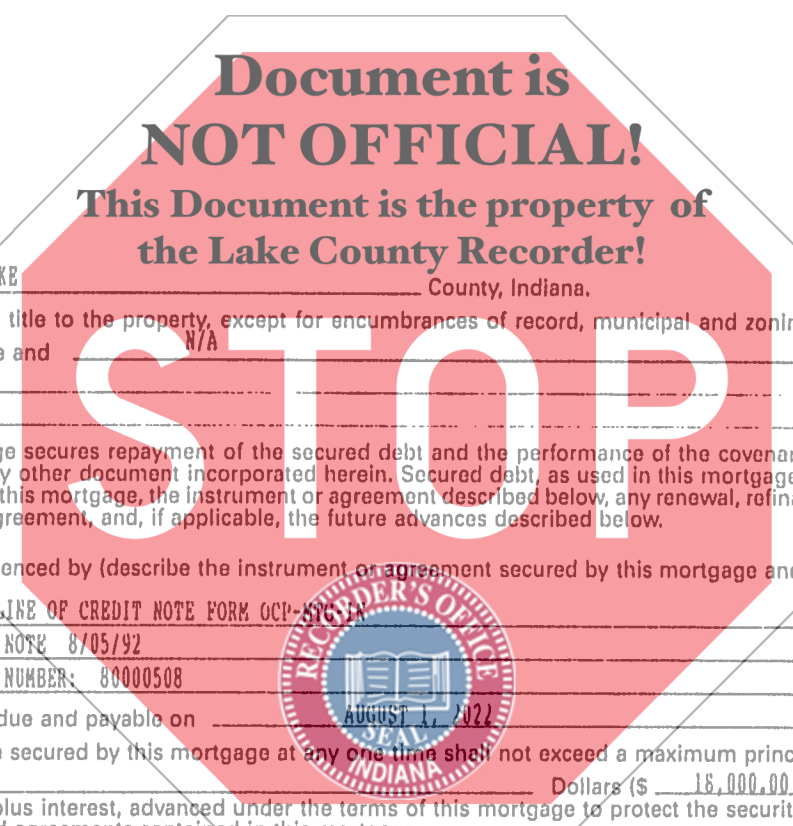 Document is
NOT OFFICIAL!
This Document is the property of
the Lake County Recorder!
KE County, Indiana.
title to the property, except for encumbrances of record, municipal and zonin
e and N/A
STOP
ge secures repayment of the secured debt and the performance of the covenan
y other document incorporated herein. Secured debt, as used in this mortgage
this mortgage, the instrument or agreement described below, any renewal, refina
greement, and, if applicable, the future advances described below.
enced by (describe the instrument or agreement secured by this mortgage and
LINE OF CREDIT NOTE FORM OCP-MTG-IN
NOTE 8/05/92
NUMBER: 80000508
due and payable on AUGUST 1, 2022
RECORDER'S OFFICE
SEAL
INDIANA
e secured by this mortgage at any one time shall not exceed a maximum princ
Dollars ($ 18,000.00
plus interest, advanced under the terms of this mortgage to protect the securit